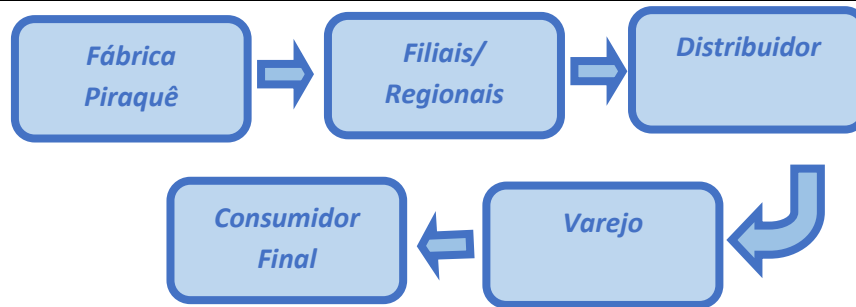 Fábrica
Piraquê
Filiais/
Regionais
Distribuidor
Varejo
Consumidor
Final